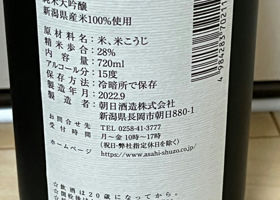 純米大吟醸
新潟県産米100%使用
原材料名 米、米こうじ
精米歩合 28%
内容量 720ml
アルコール分 15度
保存方法 冷暗所で保存
製造年月 2022.9
製造者 朝日酒造株式会社
新潟県長岡市朝日880-1
お問合せ先 TEL 0258-41-3777
受付時間 月~金 10時~17時
(祝日・弊社指定休日を除く)
ホームページ https://www.asahi-shuzo.co.jp/
☆飲酒は20歳になってから。
4984283102711